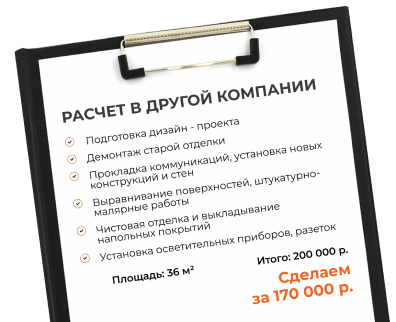 РАСЧЕТ В ДРУГОЙ КОМПАНИИ
Подготовка дизайн - проекта
Демонтаж старой отделки
Прокладка коммуникаций, установка новых
конструкций и стен
Выравнивание поверхностей, штукатурно-
малярные работы
Чистовая отделка и выкладывание
напольных покрытий
Установка осветительных приборов, разеток
Площадь: 36 м²
Итого: 200 000 р.
Сделаем
за 170 000 р.